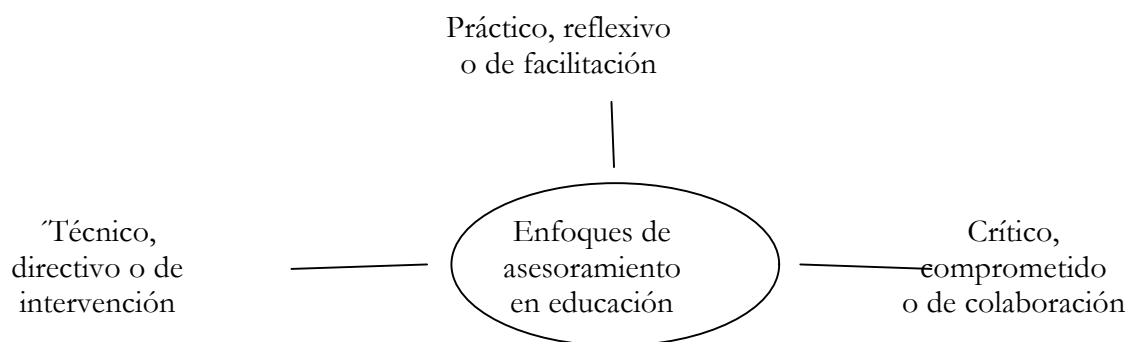 Práctico, reflexivo
o de facilitación
´Técnico,
directivo o de
intervención
Enfoques de
asesoramiento
en educación
Crítico,
comprometido
o de colaboración